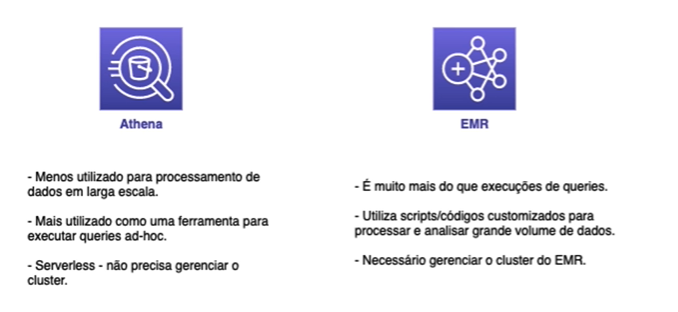 Athena
- Menos utilizado para processamento de
dados em larga escala.
- Mais utilizado como uma ferramenta para
executar queries ad-hoc.
- Serverless - não precisa gerenciar o
cluster.
EMR
- É muito mais do que execuções de queries.
- Utiliza scripts/códigos customizados para
processar e analisar grande volume de dados.
- Necessário gerenciar o cluster do EMR.